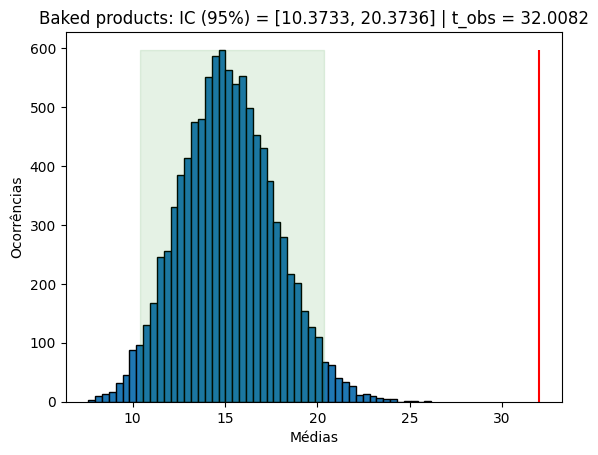 Baked products: IC (95%) = [10.3733, 20.3736] | t_obs = 32.0082
600
500
400
300
200
100
0
Ocorrências
10 15 20 25 30
Médias